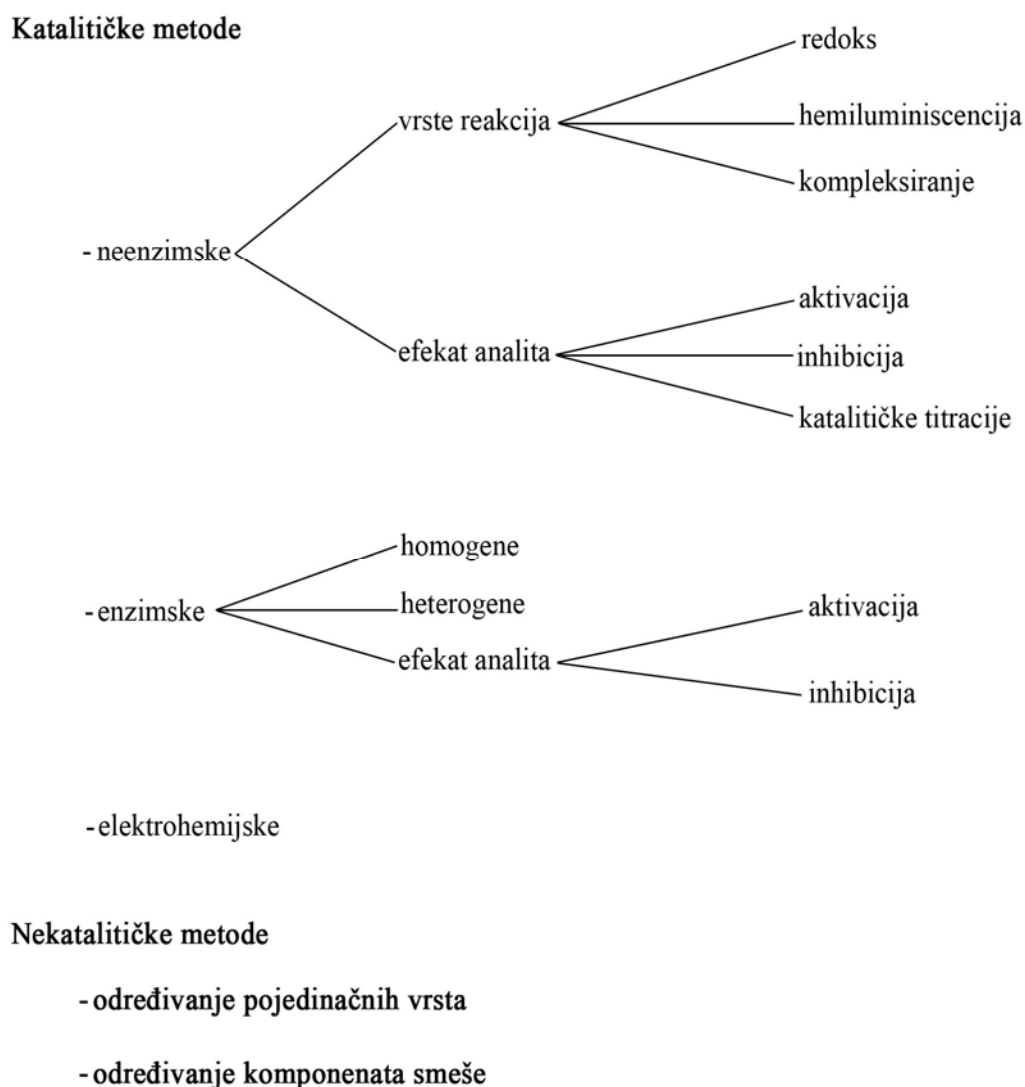 Katalitičke metode
redoks
vrste reakcija
hemiluminiscencija
kompleksiranje
- neenzimske
aktivacija
efekat analita
inhibicija
katalitičke titracije
homogene
- enzimske
heterogene
aktivacija
efekat analita
inhibicija
- elektrohemijske
Nekatalitičke metode
- određivanje pojedinačnih vrsta
- određivanje komponenata smeše